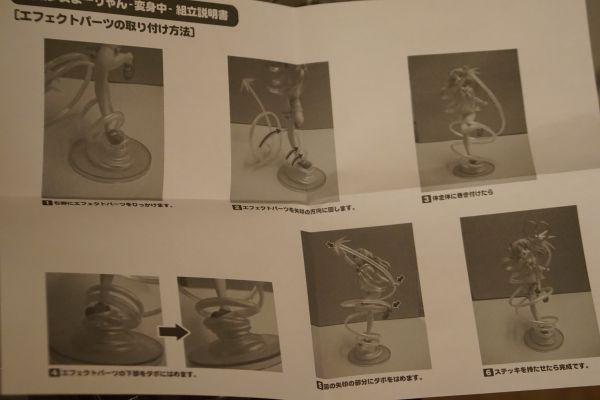 まーりゃん-変身中- 組立説明書
[エフェクトパーツの取り付け方法]
1 右脚にエフェクトパーツをひっかけます。
2 エフェクトパーツを矢印の方向に回します。
3 体全体に巻き付けたら
4 エフェクトパーツの下部をダボにはめます。
5 図の矢印の部分にダボをはめます。
6 ステッキを持たせたら完成です。